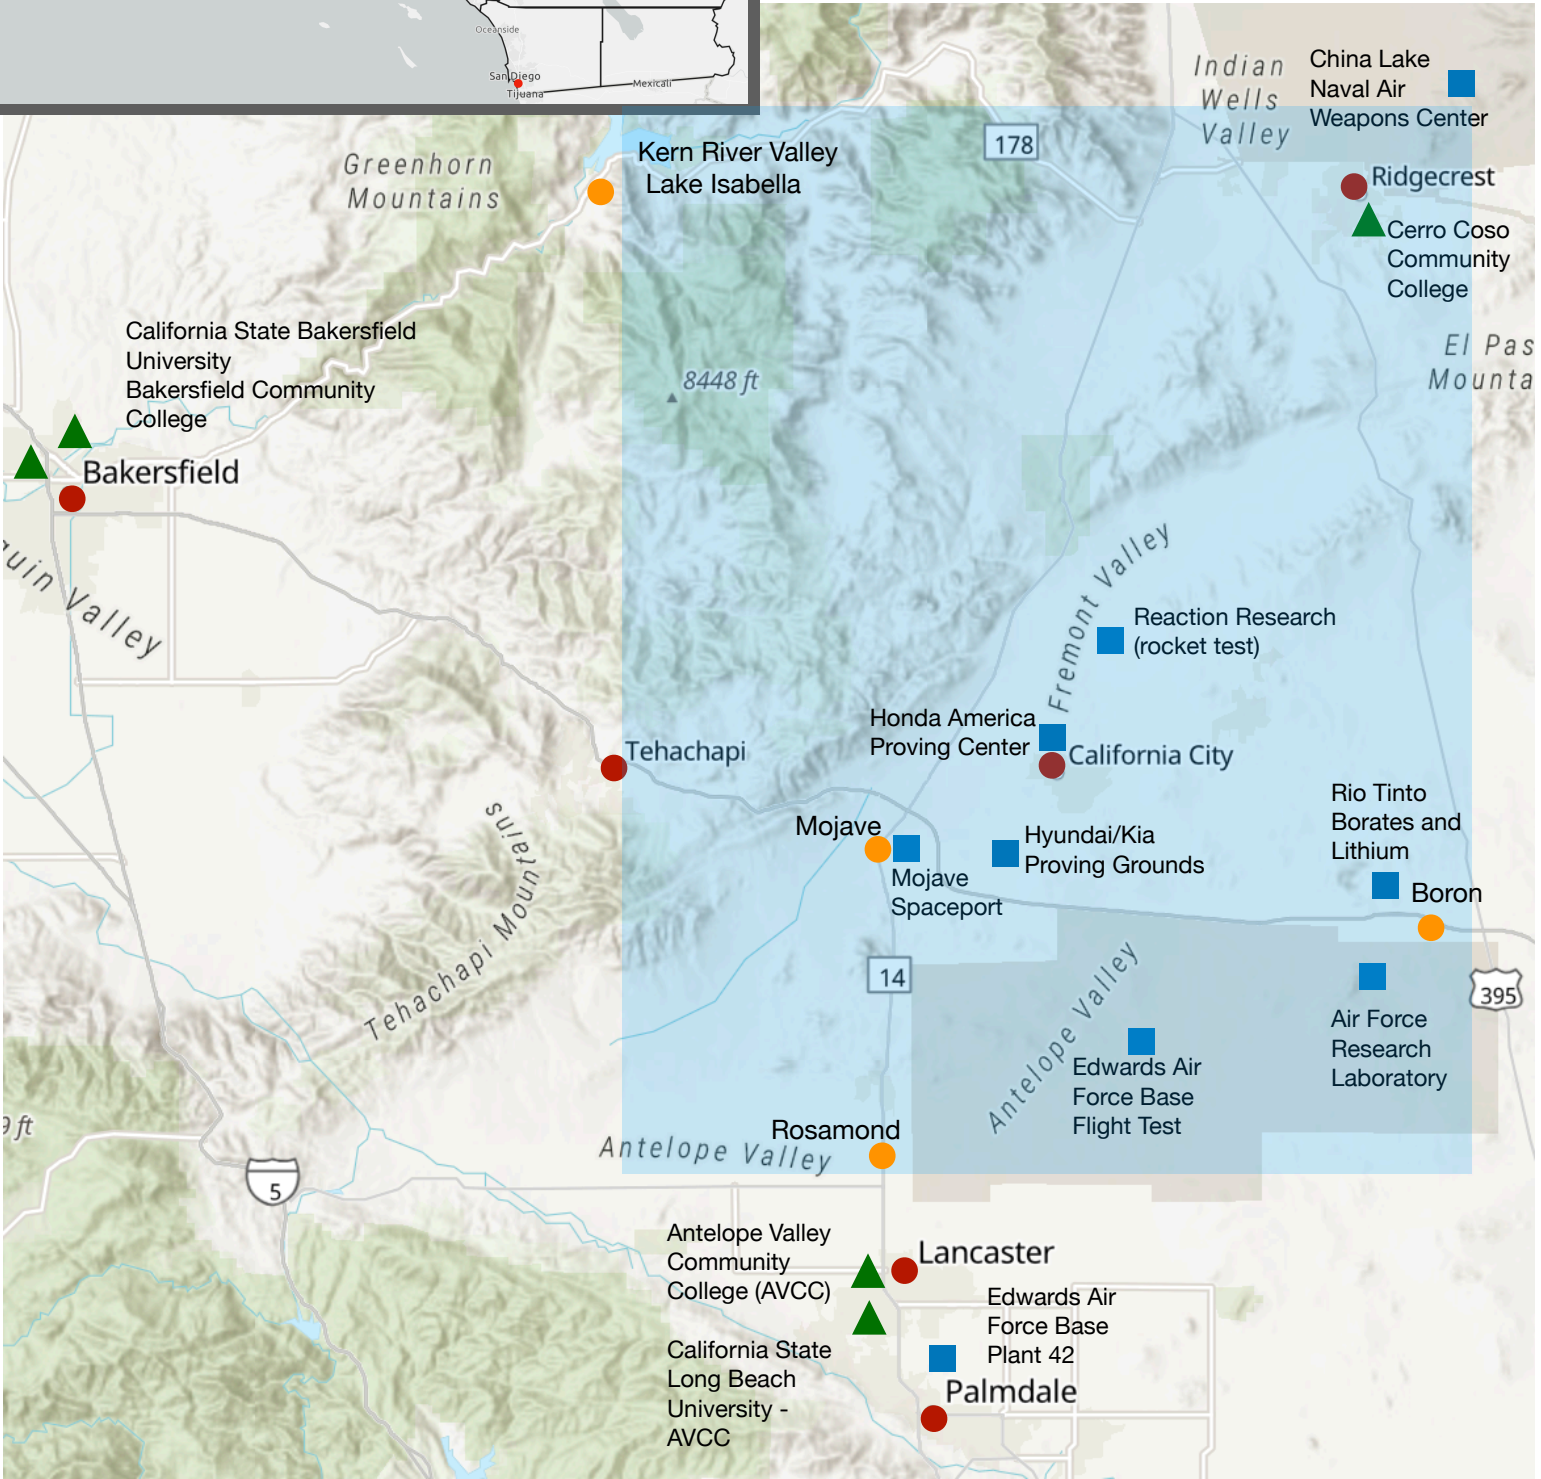 Oceanside
San Diego
Tijuana
Mexicali
Indian
Wells
Valley
China Lake
Naval Air
Weapons Center
178
Greenhorn
Mountains
Kern River Valley
Lake Isabella
Ridgecrest
Cerro Coso
Community
College
California State Bakersfield
University
Bakersfield Community
College
El Pas
Mounta
8448 ft
Bakersfield
quin Valley
Fremont Valley
Reaction Research
(rocket test)
Honda America
Proving Center
California City
Tehachapi
Rio Tinto
Borates and
Lithium
Mojave
Hyundai/Kia
Proving Grounds
Mojave
Spaceport
Boron
Tehachapi Mountains
14
Antelope Valley
395
Air Force
Research
Laboratory
Edwards Air
Force Base
Flight Test
9 ft
Rosamond
Antelope Valley
5
Antelope Valley
Community
College (AVCC)
Lancaster
Edwards Air
Force Base
Plant 42
California State
Long Beach
University -
AVCC
Palmdale